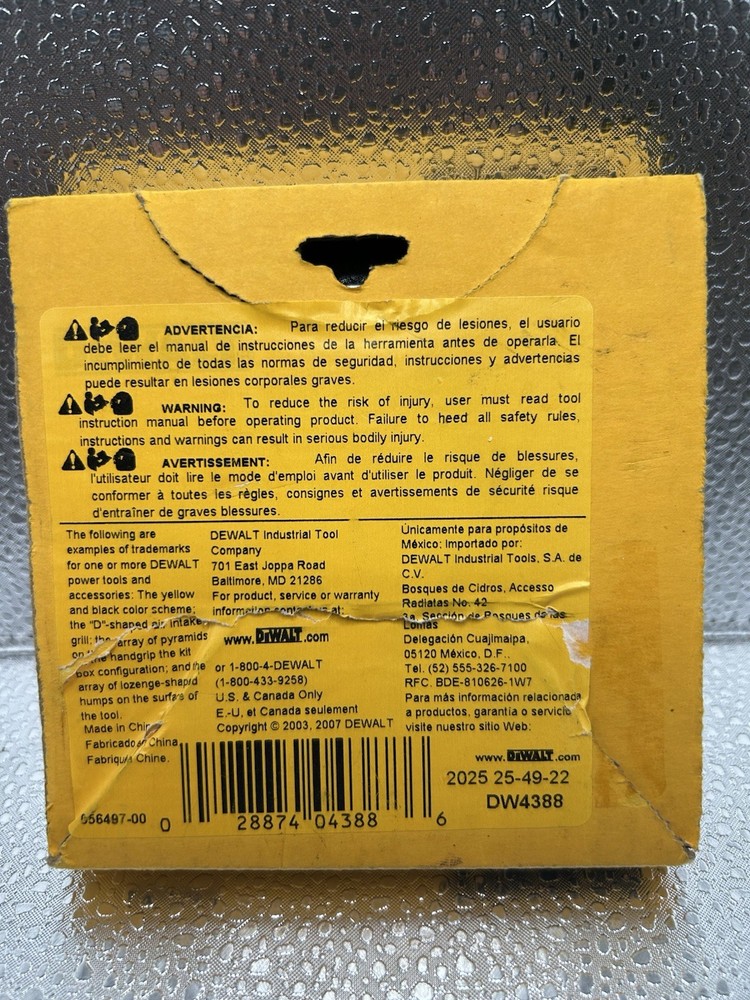 ADVERTENCIA: Para reducir el riesgo de lesiones, el usuario
debe leer el manual de instrucciones de la herramienta antes de operarla. El
incumplimiento de todas las normas de seguridad, instrucciones y advertencias
puede resultar en lesiones corporales graves.
WARNING: To reduce the risk of injury, user must read tool
instruction manual before operating product. Failure to heed all safety rules,
instructions and warnings can result in serious bodily injury.
AVERTISSEMENT: Afin de réduire le risque de blessures,
l'utilisateur doit lire le mode d'emploi avant d'utiliser le produit. Négliger de se
conformer à toutes les règles, consignes et avertissements de sécurité risque
d'entraîner de graves blessures.
The following are
examples of trademarks
for one or more DEWALT
power tools and
accessories: The yellow
and black color scheme;
the "D"-shaped air intake
grill; the array of pyramids
on the handgrip the kit
box configuration; and the
array of lozenge-shaped
humps on the surface of
the tool.
Made in China
Fabricado en China
Fabriqué Chine.
DEWALT Industrial Tool
Company
701 East Joppa Road
Baltimore, MD 21286
For product, service or warranty
information contact us at:
www.DEWALT.com
or 1-800-4-DEWALT
(1-800-433-9258)
U.S. & Canada Only
E.-U, et Canada seulement
Copyright © 2003, 2007 DEWALT
Únicamente para propósitos de
México; Importado por:
DEWALT Industrial Tools, S.A. de
C.V.
Bosques de Cidros, Acceso
Radiatas No. 42
3a. Sección de Bosques de las
Lomas
Delegación Cuajimaipa,
05120 México, D.F..
Tel. (52) 555-326-7100
RFC. BDE-810626-1W7
Para más información relacionada
a productos, garantía o servicio
visite nuestro sitio Web:
www.DEWALT.com
2025 25-49-22
DW4388
656497-00
0 28874 04388 6